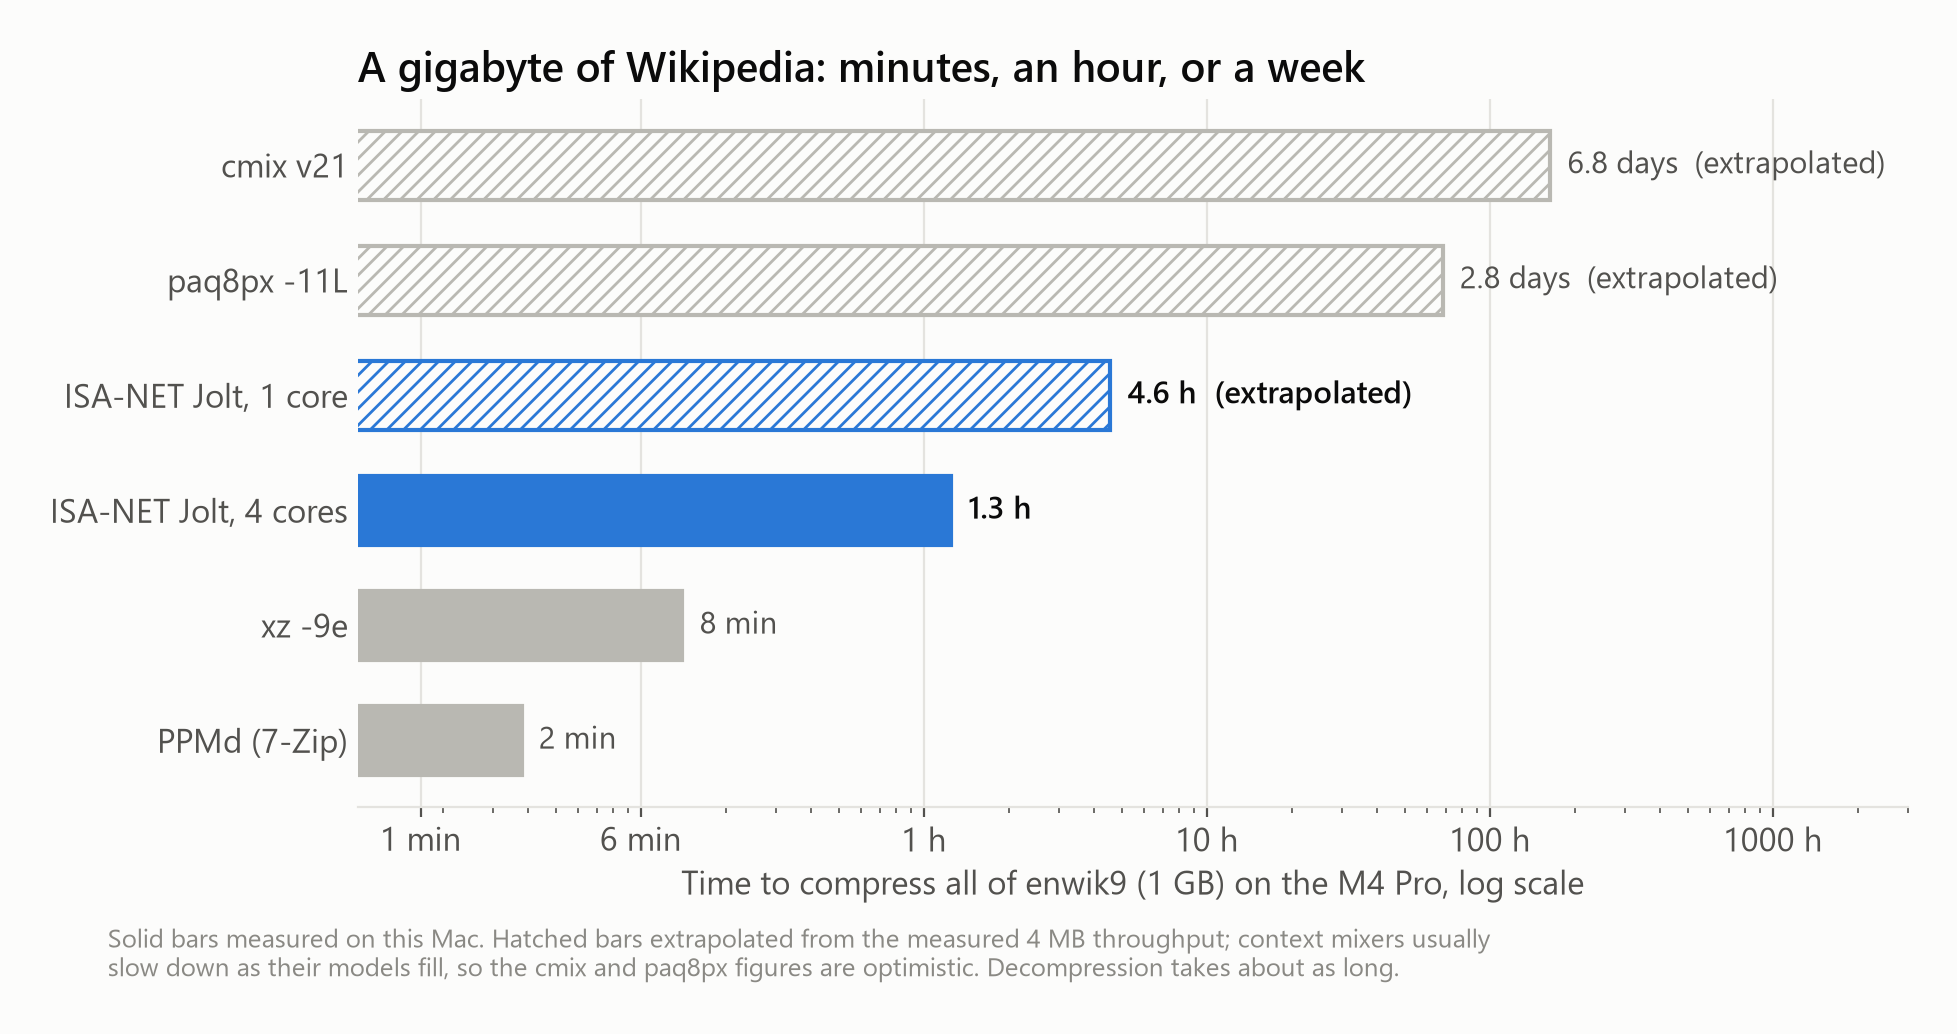 A gigabyte of Wikipedia: minutes, an hour, or a week
cmix v21
6.8 days (extrapolated)
paq8px -11L
2.8 days (extrapolated)
ISA-NET Jolt, 1 core
4.6 h (extrapolated)
ISA-NET Jolt, 4 cores
1.3 h
xz -9e
8 min
PPMd (7-Zip)
2 min
1 min
6 min
1 h
10 h
100 h
1000 h
Time to compress all of enwik9 (1 GB) on the M4 Pro, log scale
Solid bars measured on this Mac. Hatched bars extrapolated from the measured 4 MB throughput; context mixers usually
slow down as their models fill, so the cmix and paq8px figures are optimistic. Decompression takes about as long.